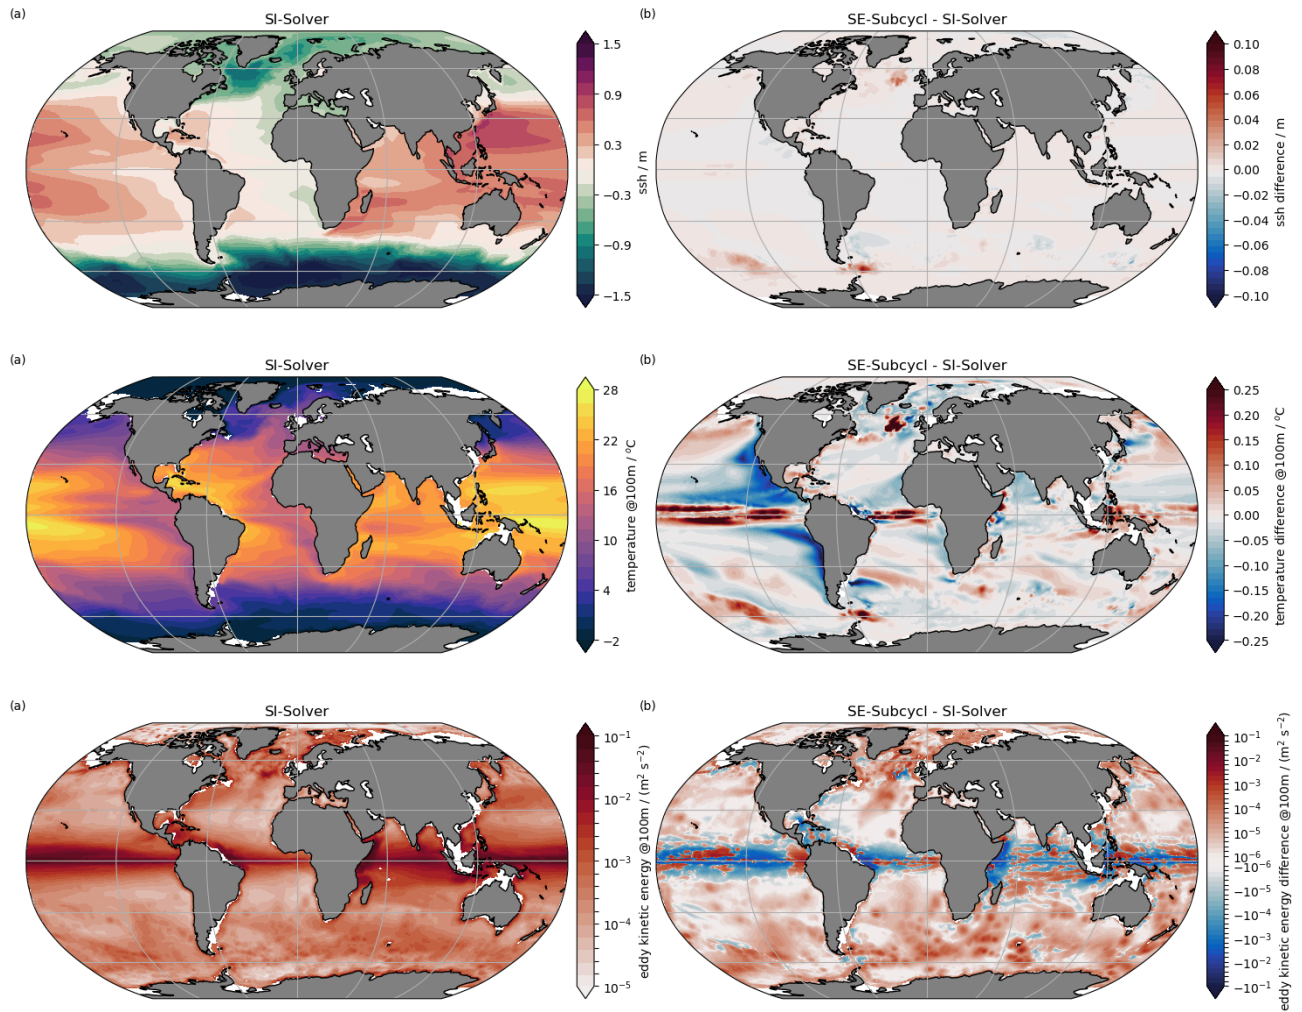 (a)
SI-Solver
1.5
0.9
0.3
−0.3
−0.9
−1.5
ssh / m
(b)
SE-Subcycl - SI-Solver
0.10
0.08
0.06
0.04
0.02
0.00
−0.02
−0.04
−0.06
−0.08
−0.10
ssh difference / m
(a)
SI-Solver
28
22
16
10
4
−2
temperature @100m / °C
(b)
SE-Subcycl - SI-Solver
0.25
0.20
0.15
0.10
0.05
0.00
−0.05
−0.10
−0.15
−0.20
−0.25
temperature difference @100m / °C
(a)
SI-Solver
10⁻¹
10⁻²
10⁻³
10⁻⁴
10⁻⁵
eddy kinetic energy @100m / (m² s⁻²)
(b)
SE-Subcycl - SI-Solver
10⁻¹
10⁻²
10⁻³
10⁻⁴
10⁻⁵
10⁻⁶
−10⁻⁶
−10⁻⁵
−10⁻⁴
−10⁻³
−10⁻²
−10⁻¹
eddy kinetic energy difference @100m / (m² s⁻²)